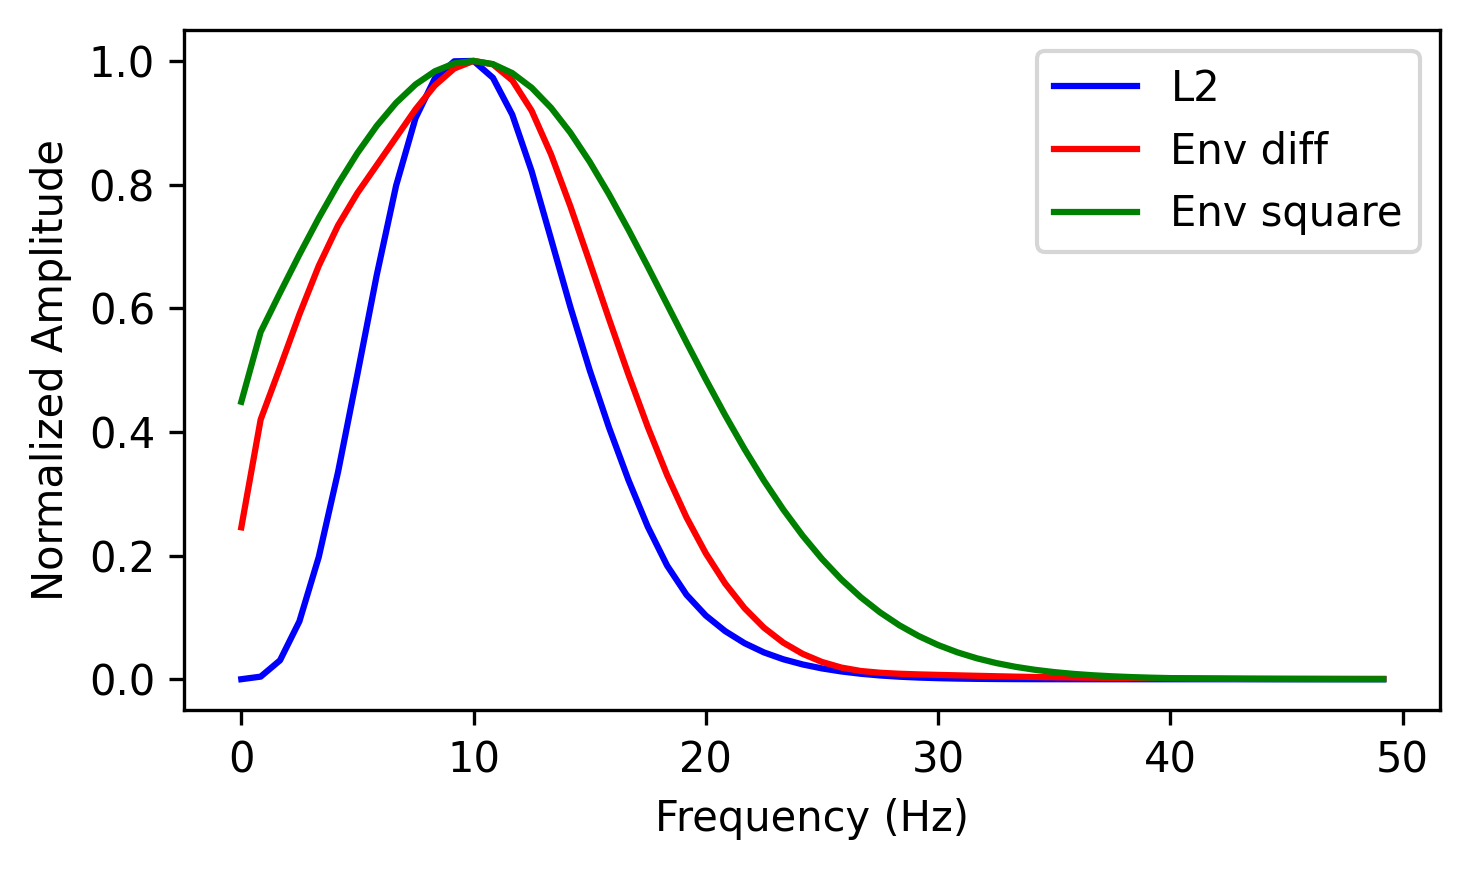 1.0
0.8
0.6
0.4
0.2
0.0
Normalized Amplitude
L2
Env diff
Env square
0 10 20 30 40 50
Frequency (Hz)